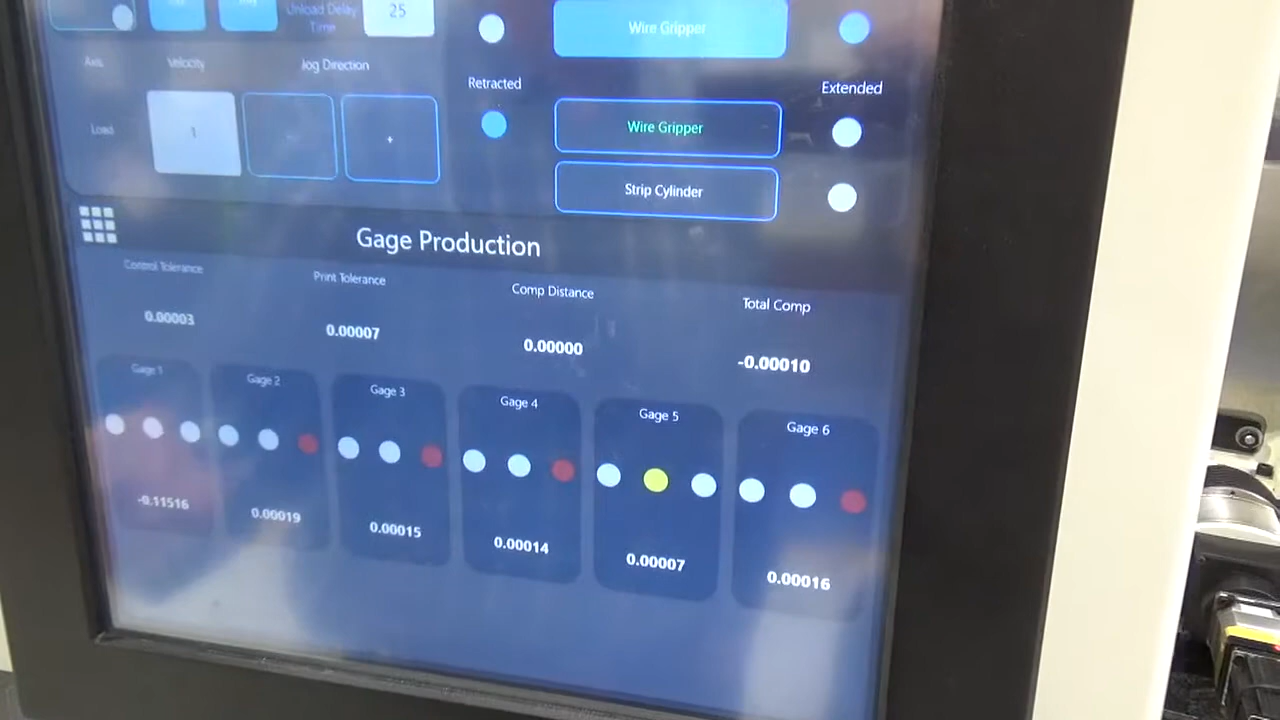 Unload Delay
Time
25
Wire Gripper
Axis
Velocity
Jog Direction
Retracted
Extended
Load
1
+
Wire Gripper
Strip Cylinder
Gage Production
Control Tolerance
Print Tolerance
Comp Distance
Total Comp
0.00003
0.00007
0.00000
-0.00010
Gage 1
Gage 2
Gage 3
Gage 4
Gage 5
Gage 6
-0.11516
0.00019
0.00015
0.00014
0.00007
0.00016